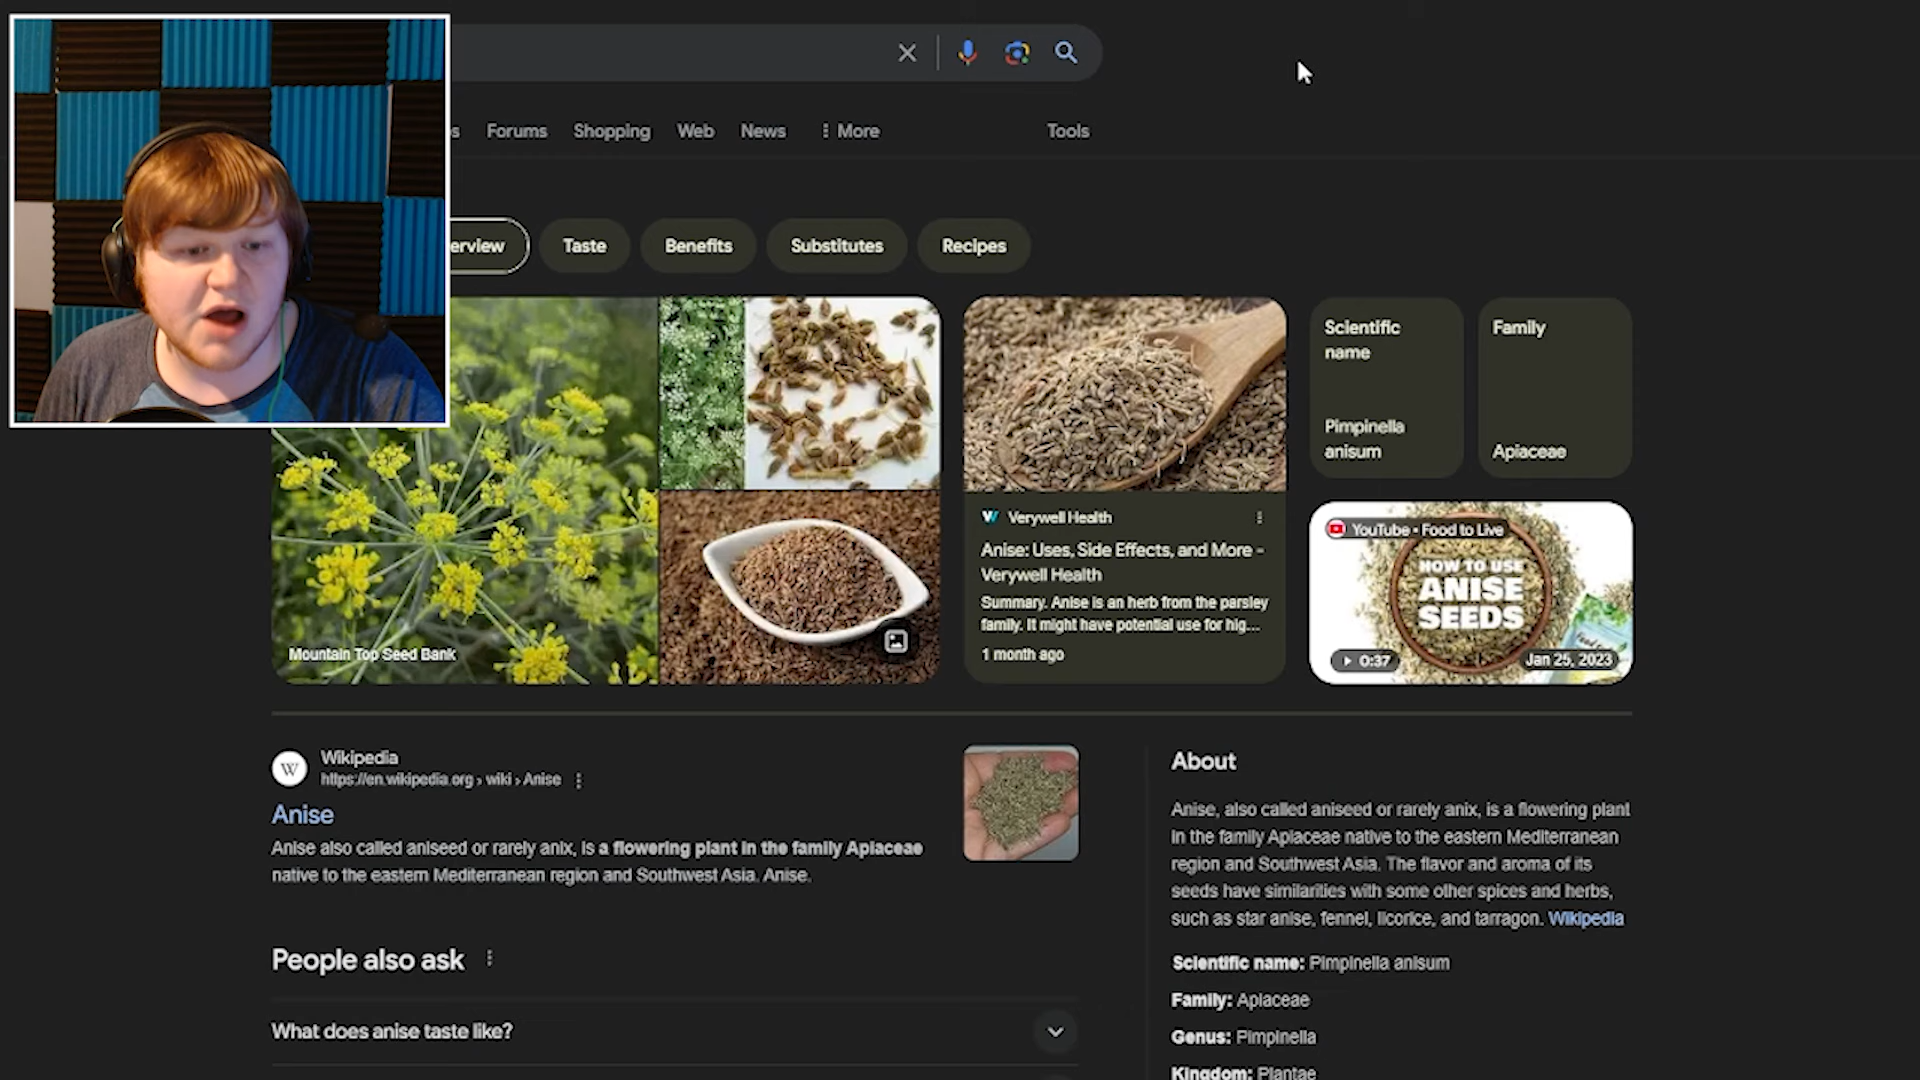 s Forums Shopping Web News More Tools
erview Taste Benefits Substitutes Recipes
Mountain Top Seed Bank
Verywell Health
Anise: Uses, Side Effects, and More -
Verywell Health
Summary. Anise is an herb from the parsley
family. It might have potential use for hig...
1 month ago
Scientific
name
Pimpinella
anisum
Family
Apiaceae
YouTube • Food to Live
HOW TO USE
ANISE
SEEDS
0:37
Jan 25, 2023
W
Wikipedia
https://en.wikipedia.org › wiki › Anise
Anise
Anise also called aniseed or rarely anix, is a flowering plant in the family Apiaceae
native to the eastern Mediterranean region and Southwest Asia. Anise.
People also ask
What does anise taste like?
About
Anise, also called aniseed or rarely anix, is a flowering plant
in the family Apiaceae native to the eastern Mediterranean
region and Southwest Asia. The flavor and aroma of its
seeds have similarities with some other spices and herbs,
such as star anise, fennel, licorice, and tarragon. Wikipedia
Scientific name: Pimpinella anisum
Family: Apiaceae
Genus: Pimpinella
Kingdom: Plantae